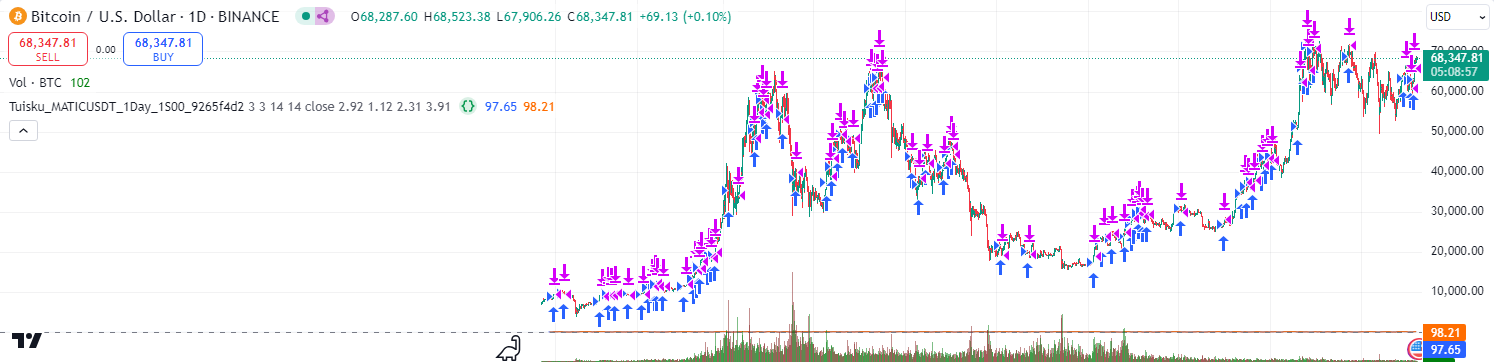 Bitcoin / U.S. Dollar · 1D · BINANCE O68,287.60 H68,523.38 L67,906.26 C68,347.81 +69.13 (+0.10%)
USD
68,347.81
SELL
0.00
68,347.81
BUY
Vol · BTC 102
Tuisku_MATICUSDT_1Day_1S00_9265f4d2 3 3 14 14 close 2.92 1.12 2.31 3.91 {} 97.65 98.21
70,000.00
68,347.81
05:08:57
60,000.00
50,000.00
40,000.00
30,000.00
20,000.00
10,000.00
98.21
97.65